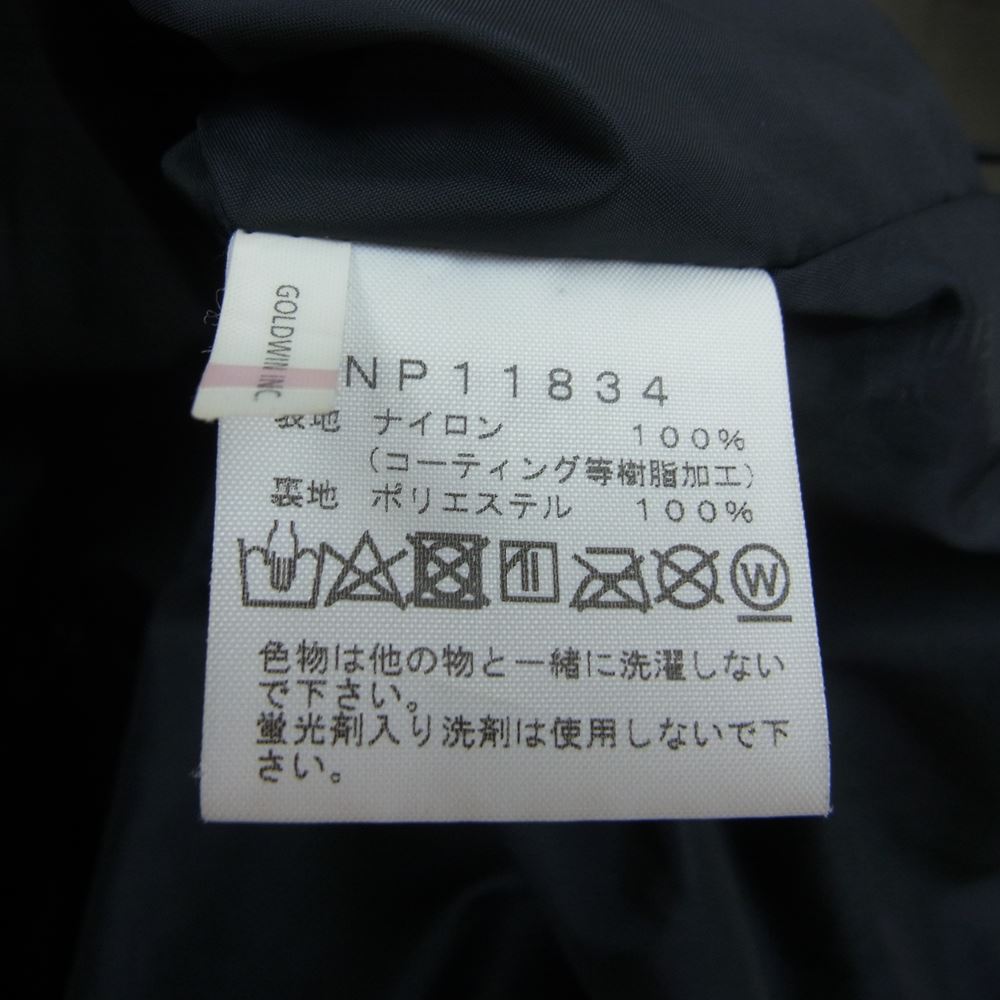 GOLDWIN INC
NP11834
表地 ナイロン 100%
(コーティング等樹脂加工)
裏地 ポリエステル 100%
W
色物は他の物と一緒に洗濯しない
で下さい。
蛍光剤入り洗剤は使用しないで下
さい。